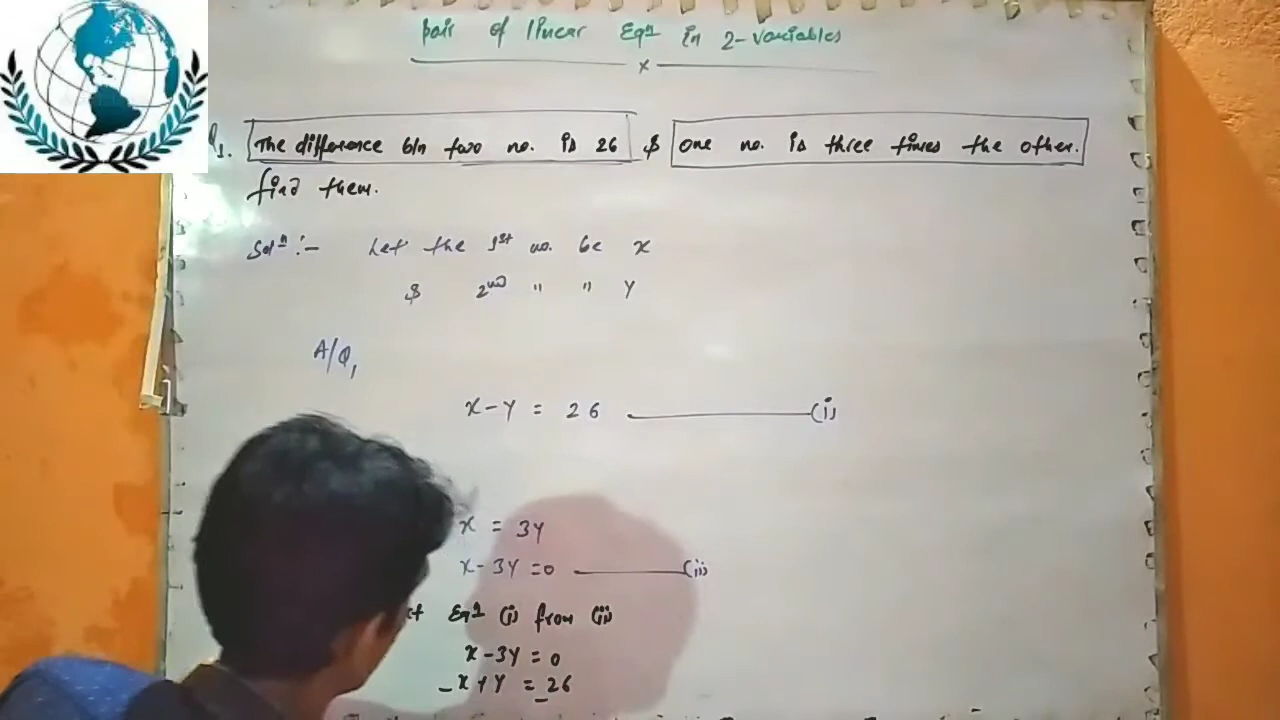 pair of linear Eqn in 2-variables
x
Q1. The difference b/n two no. is 26 & one no. is three times the other.
find them.
Soln :- Let the 1st no. be x
& 2nd " " y
A/Q,
x - y = 26 (i)
x = 3y
x - 3y = 0 (ii)
Eqn (i) from (ii)
x - 3y = 0
-x + y = -26